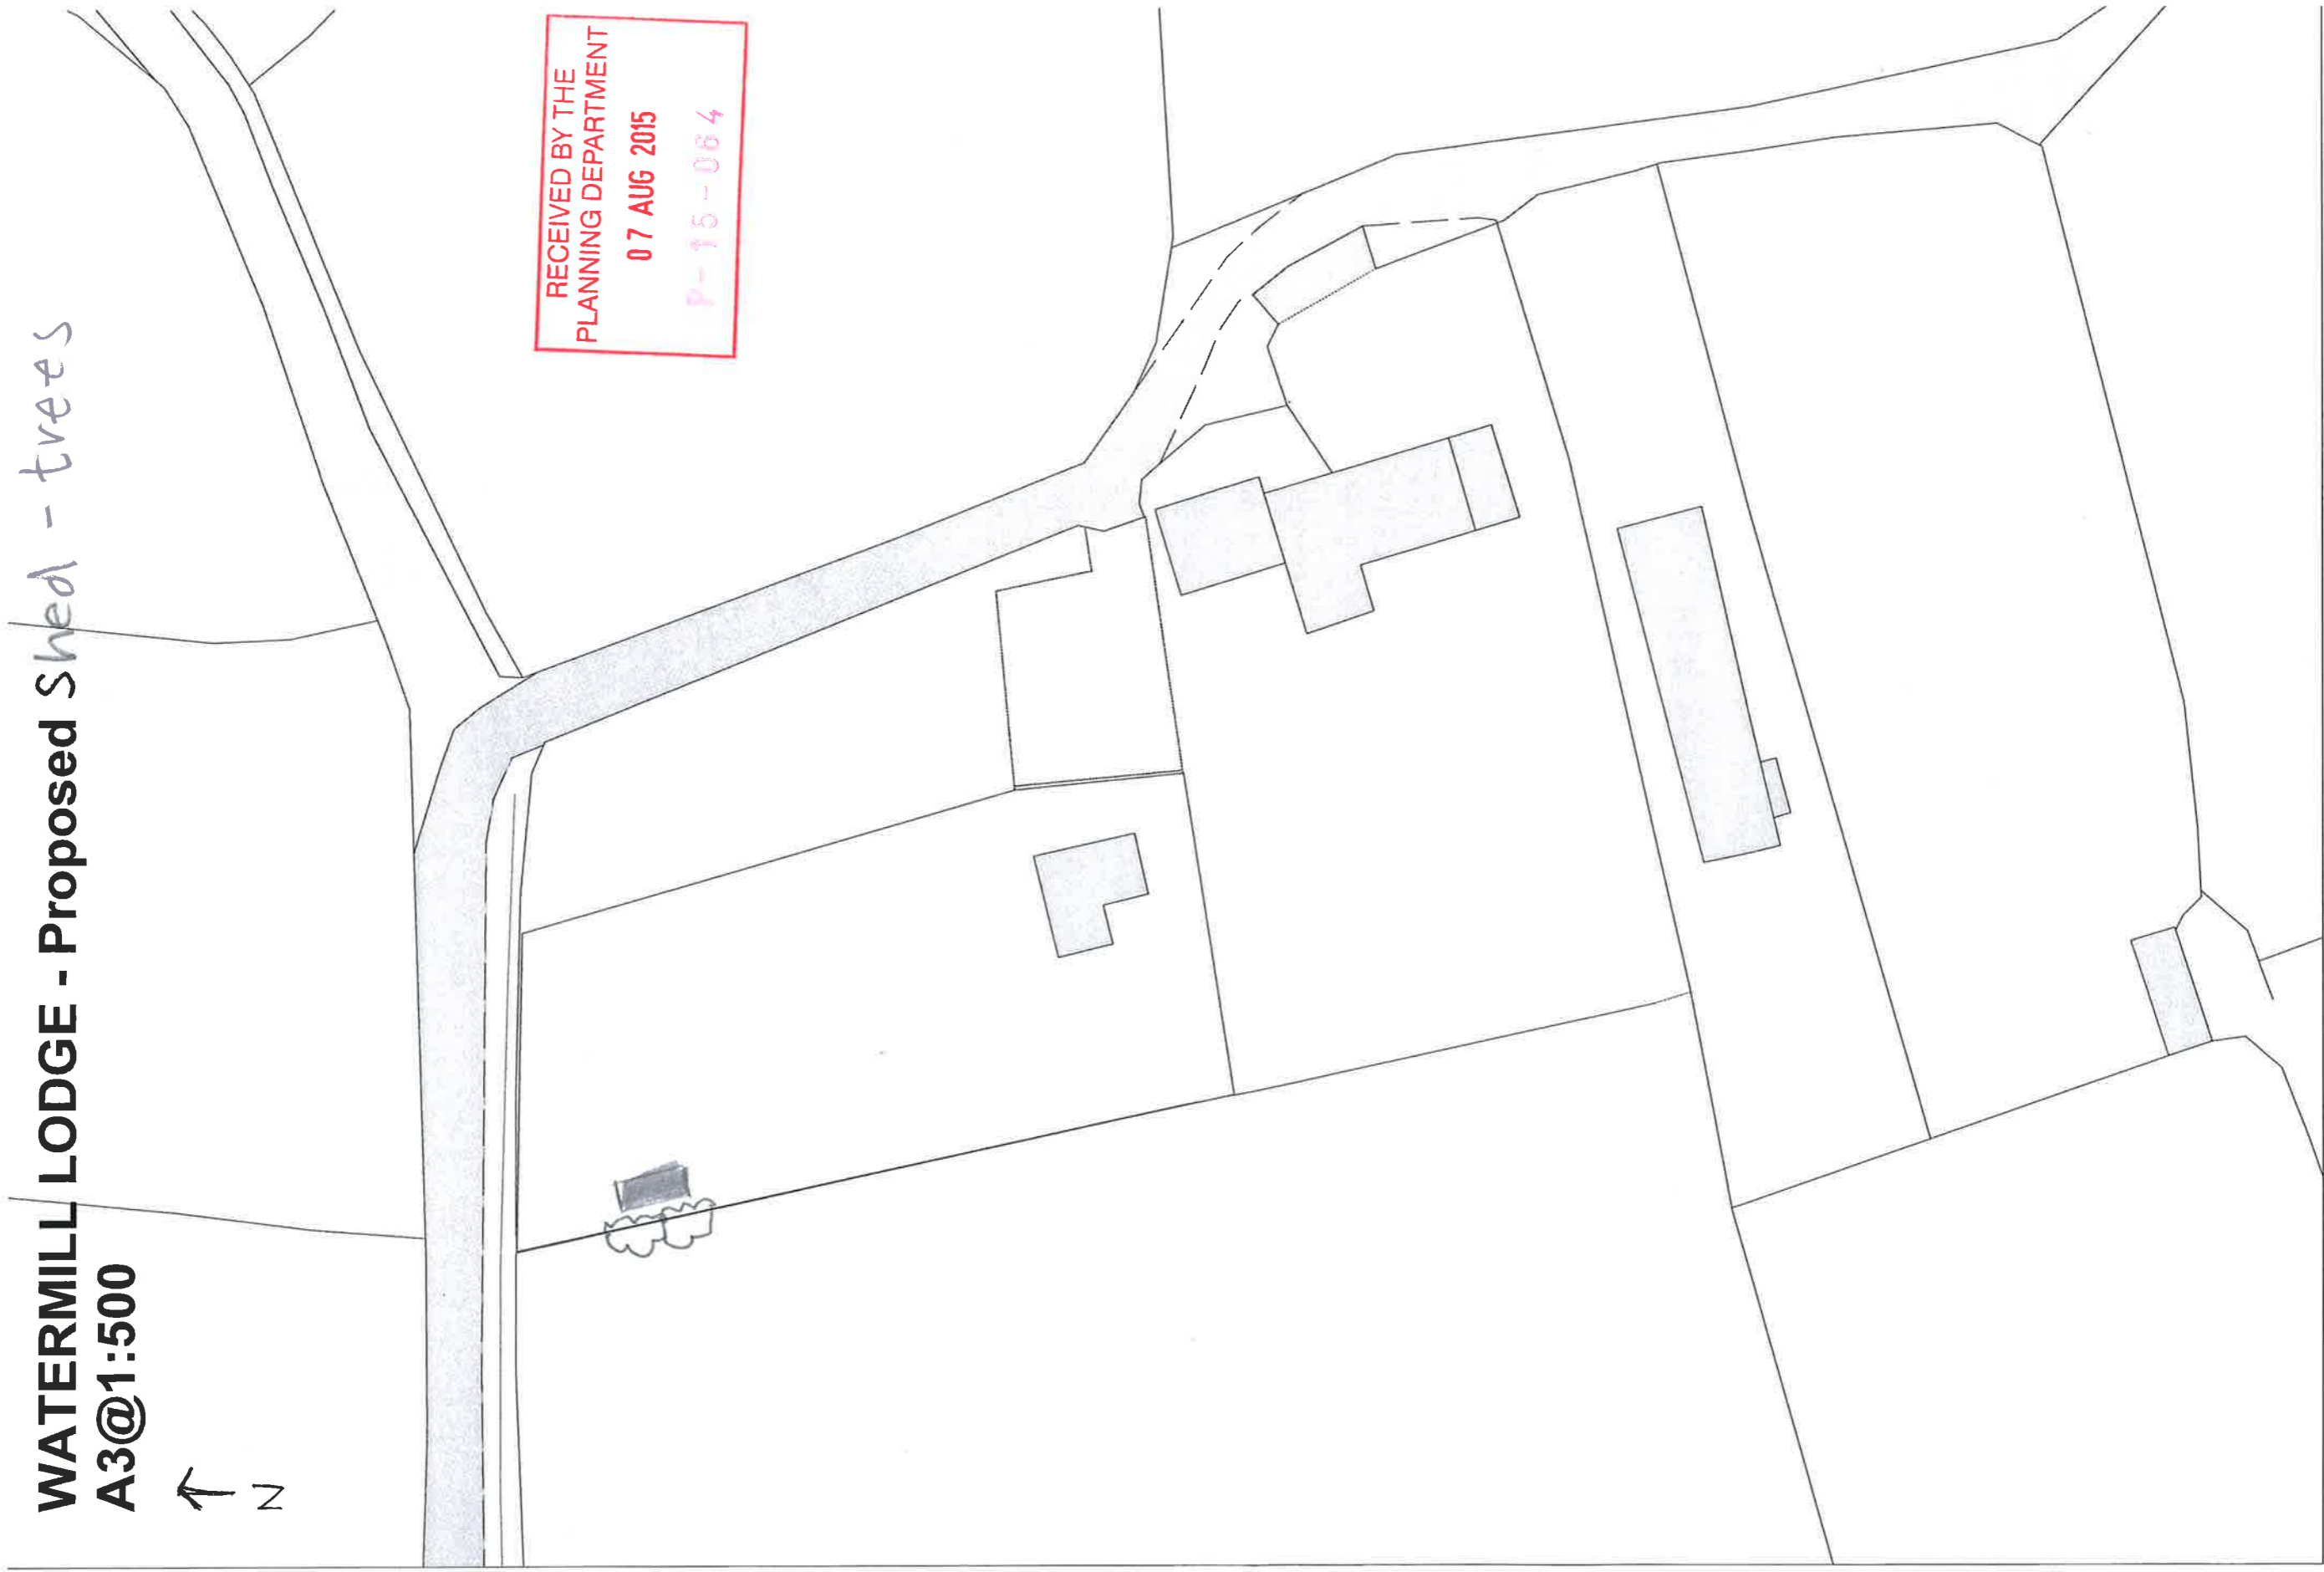 WATERMILL LODGE - Proposed Shed - trees
A3@1:500
N
RECEIVED BY THE
PLANNING DEPARTMENT
07 AUG 2015
P-15-064